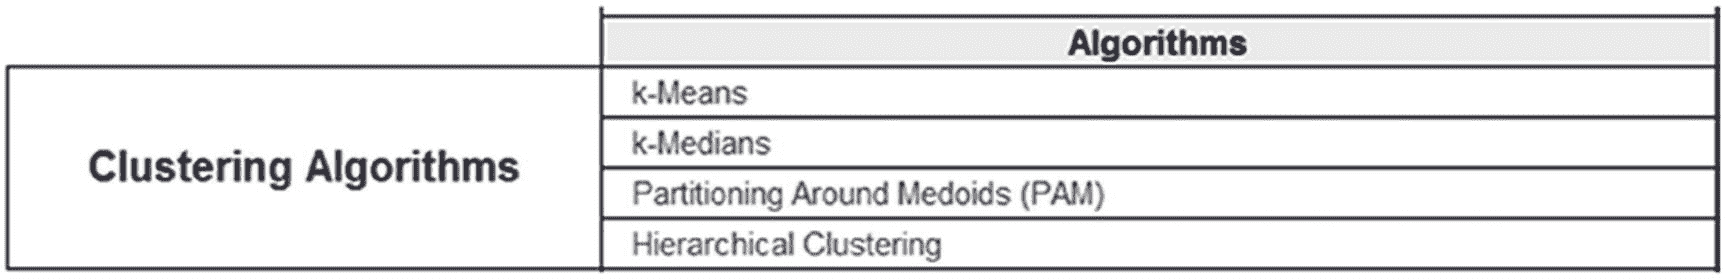 Algorithms
Clustering Algorithms
k-Means
k-Medians
Partitioning Around Medoids (PAM)
Hierarchical Clustering